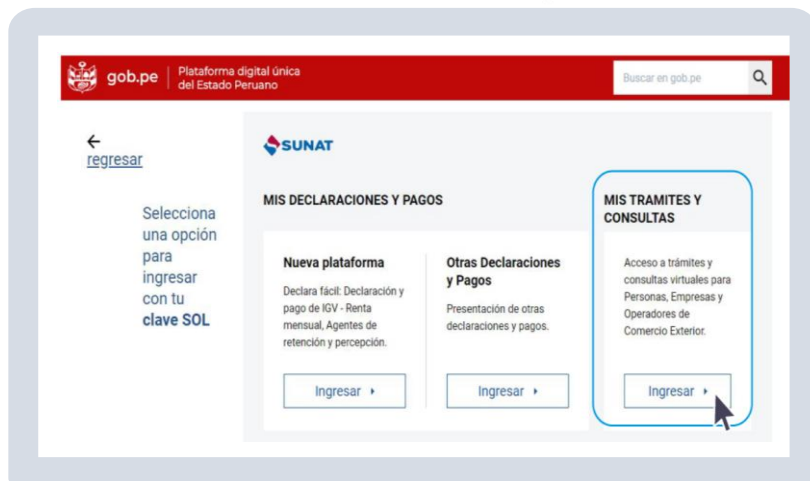 gob.pe
Plataforma digital única
del Estado Peruano
Buscar en gob.pe
regresar
Selecciona
una opción
para
ingresar
con tu
clave SOL
SUNAT
MIS DECLARACIONES Y PAGOS
Nueva plataforma
Declara fácil: Declaración y
pago de IGV - Renta
mensual, Agentes de
retención y percepción.
Ingresar
Otras Declaraciones
y Pagos
Presentación de otras
declaraciones y pagos.
Ingresar
MIS TRAMITES Y
CONSULTAS
Acceso a trámites y
consultas virtuales para
Personas, Empresas y
Operadores de
Comercio Exterior.
Ingresar